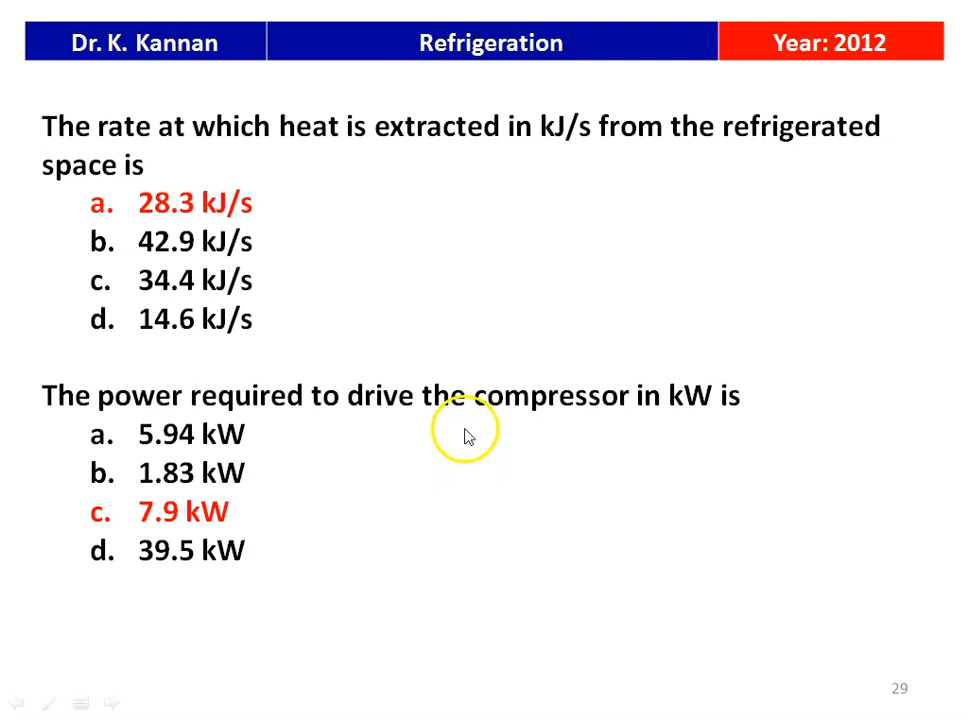 Dr. K. Kannan
Refrigeration
Year: 2012
The rate at which heat is extracted in kJ/s from the refrigerated
space is
a. 28.3 kJ/s
b. 42.9 kJ/s
c. 34.4 kJ/s
d. 14.6 kJ/s
The power required to drive the compressor in kW is
a. 5.94 kW
b. 1.83 kW
c. 7.9 kW
d. 39.5 kW
29